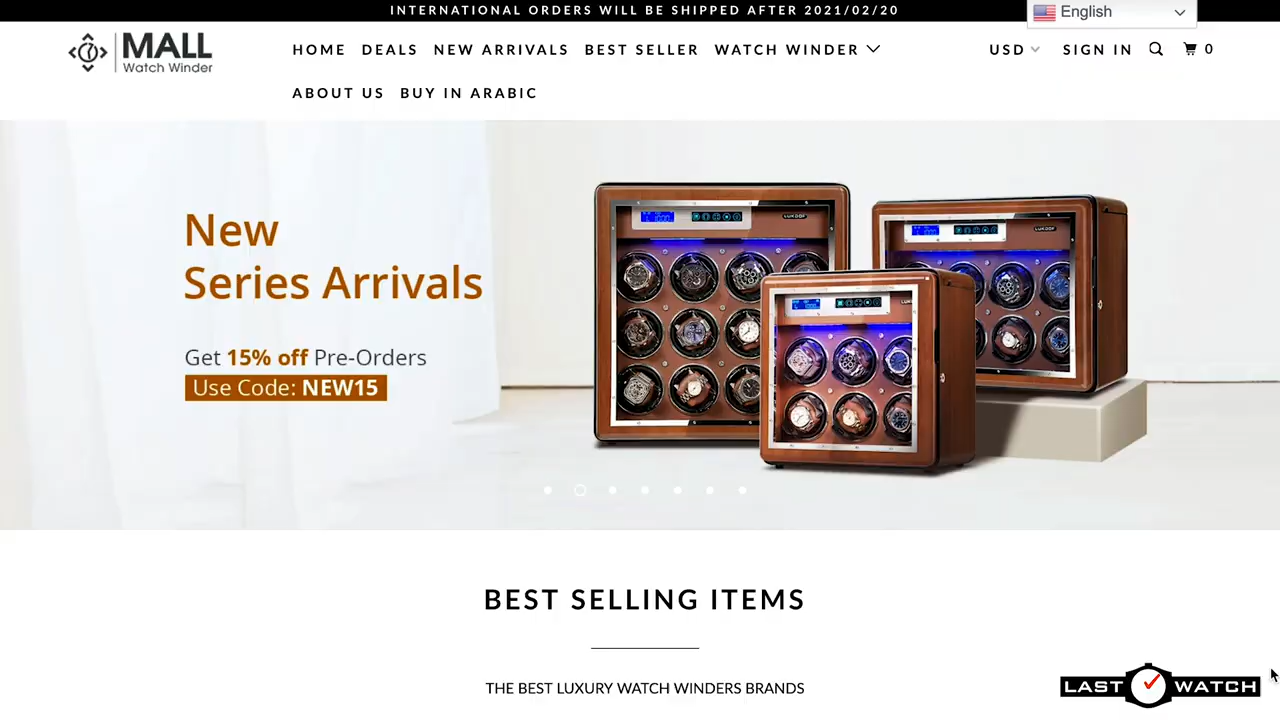 INTERNATIONAL ORDERS WILL BE SHIPPED AFTER 2021/02/20
English
MALL
Watch Winder
HOME DEALS NEW ARRIVALS BEST SELLER WATCH WINDER
USD SIGN IN 0
ABOUT US BUY IN ARABIC
New
Series Arrivals
Get 15% off Pre-Orders
Use Code: NEW15
LUKDOF
LUKDOF
BEST SELLING ITEMS
THE BEST LUXURY WATCH WINDERS BRANDS
LAST WATCH